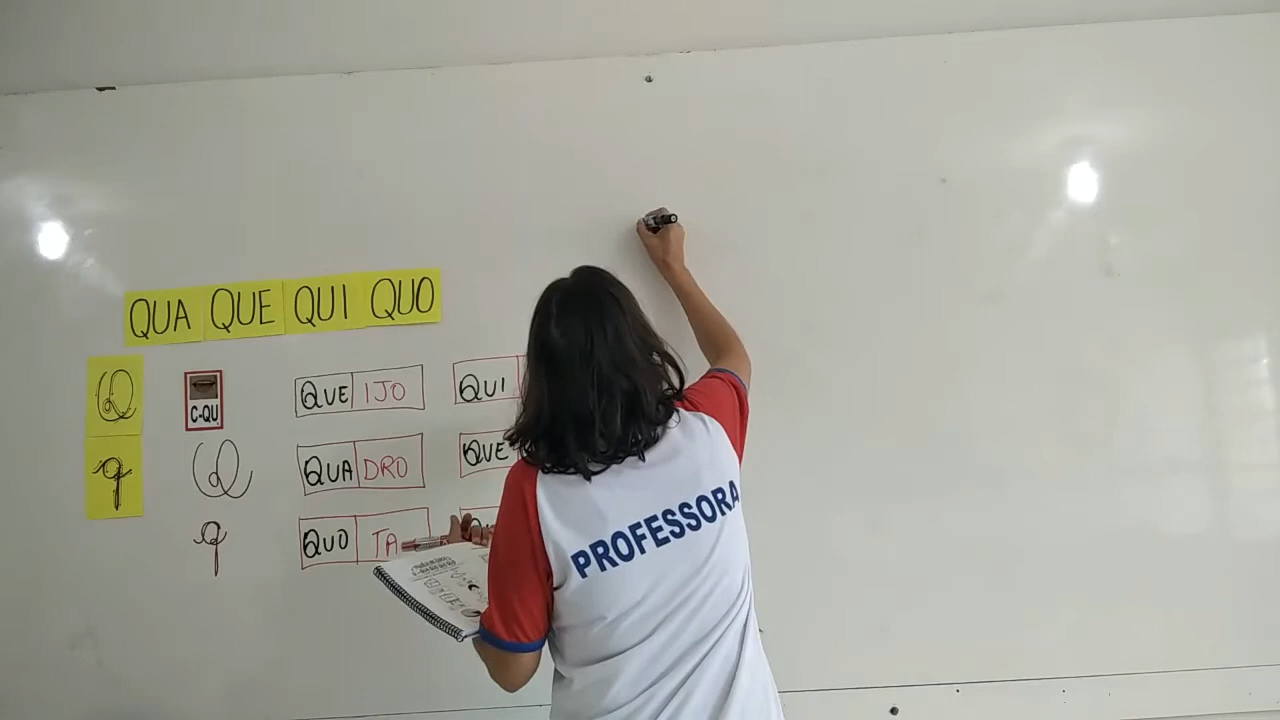 QUA QUE QUI QUO
Q
C-QU
QUE IJO
QUI
q
Q
QUA DRO
QUE
q
QUO TA
PROFESSORA